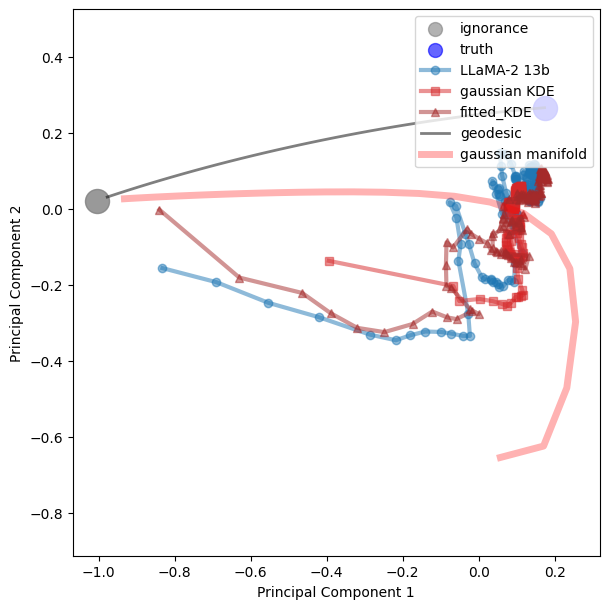 ignorance
truth
LLaMA-2 13b
gaussian KDE
fitted_KDE
geodesic
gaussian manifold
Principal Component 2
0.4
0.2
0.0
−0.2
−0.4
−0.6
−0.8
−1.0 −0.8 −0.6 −0.4 −0.2 0.0 0.2
Principal Component 1